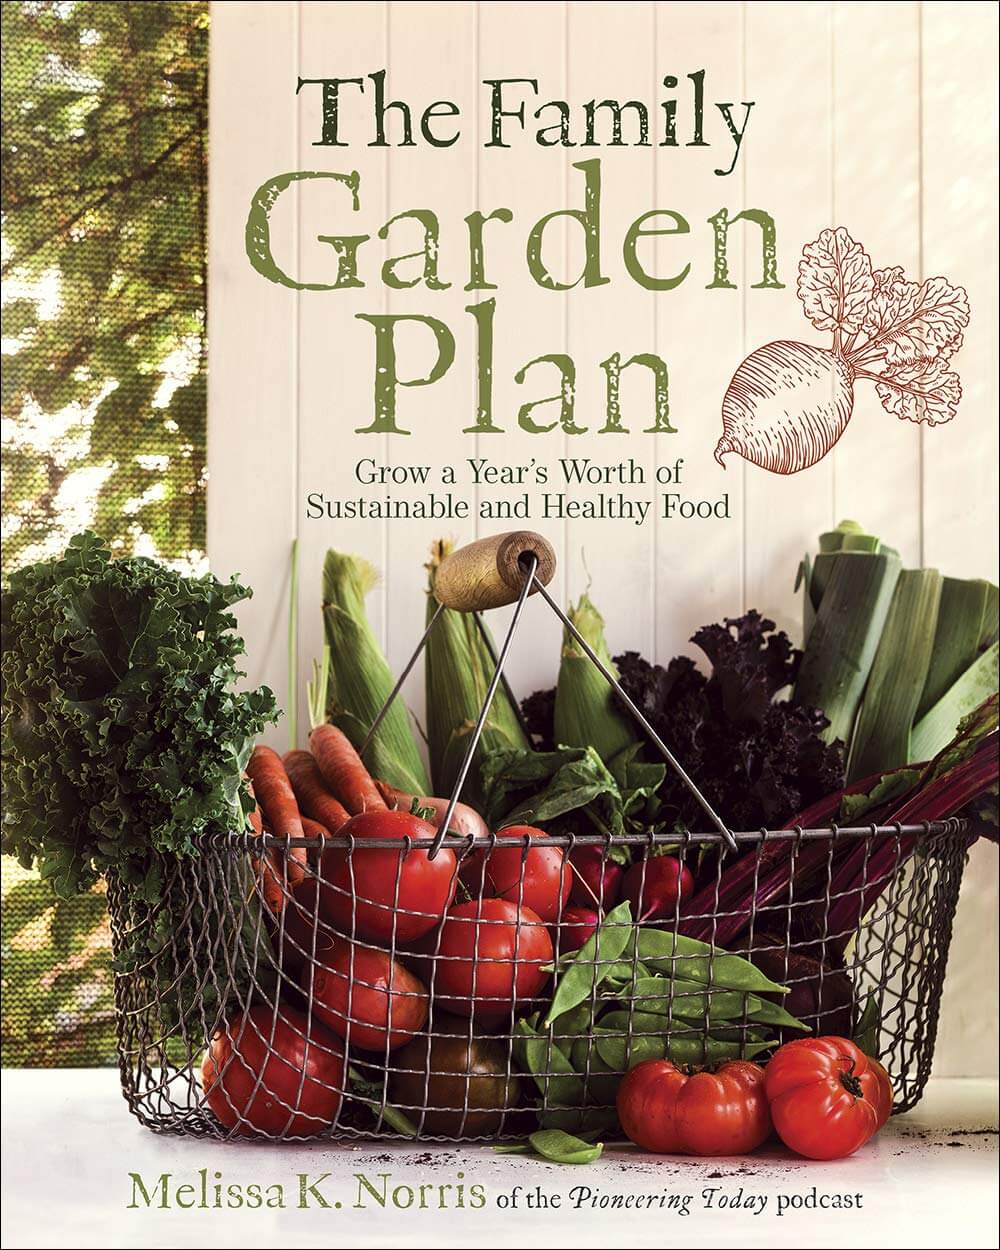 The Family
Garden
Plan
Grow a Year's Worth of
Sustainable and Healthy Food
Melissa K. Norris of the Pioneering Today podcast